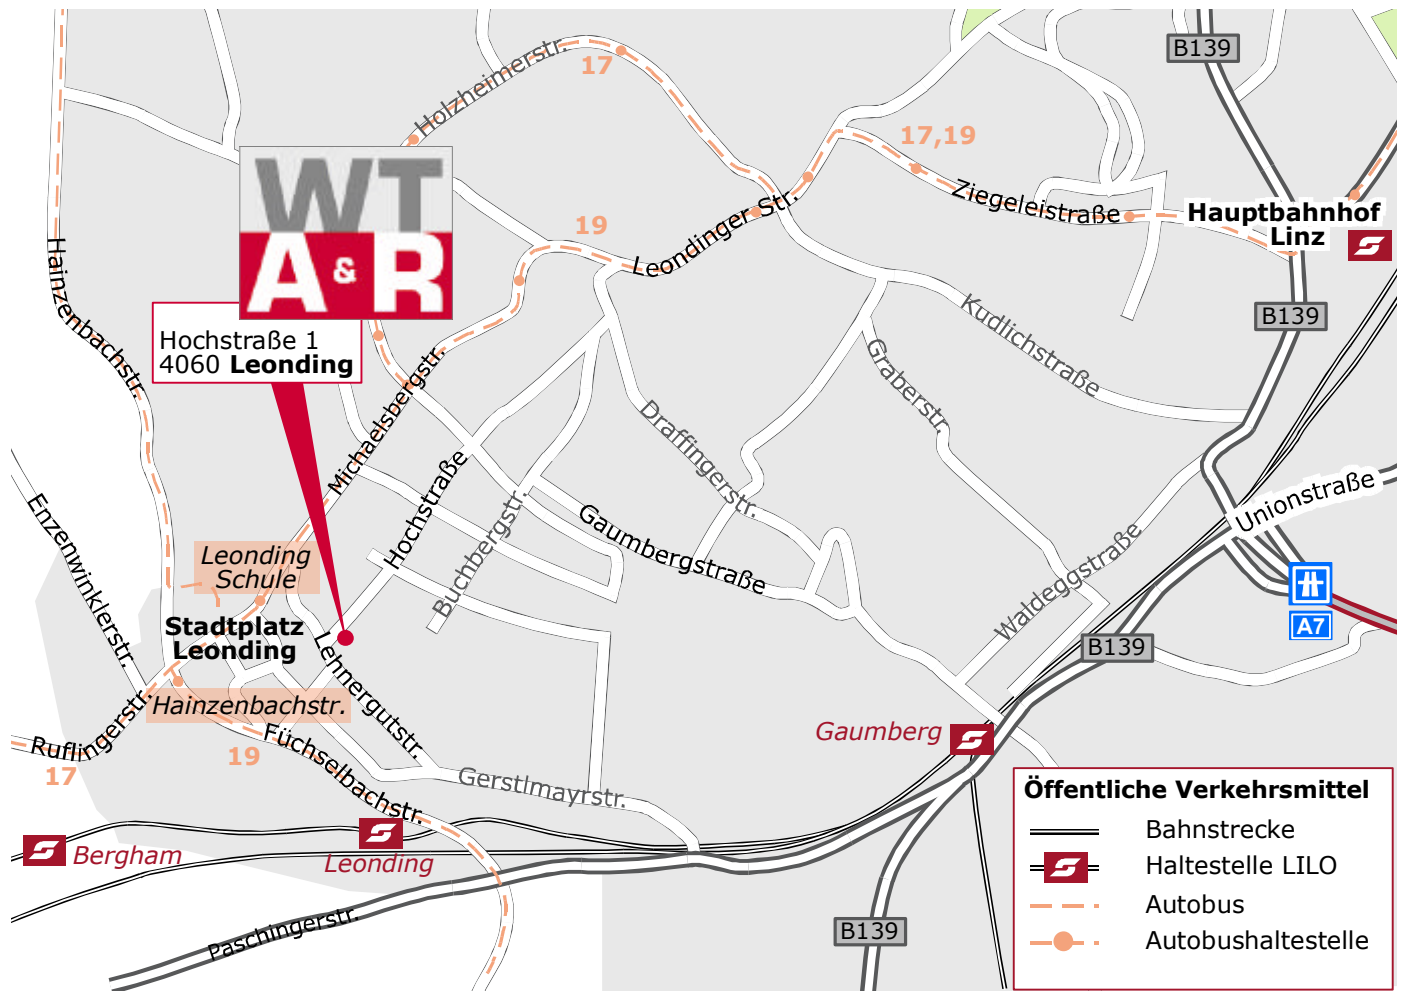 B139
Holzheimerstr.
17
17,19
Ziegeleistraße
Hauptbahnhof
Linz
WT
A&R
19
Leondinger Str.
Hainzenbachstr.
B139
Hochstraße 1
4060 Leonding
Kudlichstraße
Graberstr.
Michaelsbergstr.
Draffingerstr.
Hochstraße
Buchbergstr.
Gaumbergstraße
Unionstraße
Enzenwinklerstr.
Waldeggstraße
Leonding
Schule
A7
Stadtplatz
Leonding
Lehnergutstr.
B139
Hainzenbachstr.
Ruflingerstr.
17
19
Füchselbachstr.
Gerstlmayrstr.
Gaumberg
Bergham
Leonding
Paschingerstr.
B139
Öffentliche Verkehrsmittel
Bahnstrecke
Haltestelle LILO
Autobus
Autobushaltestelle